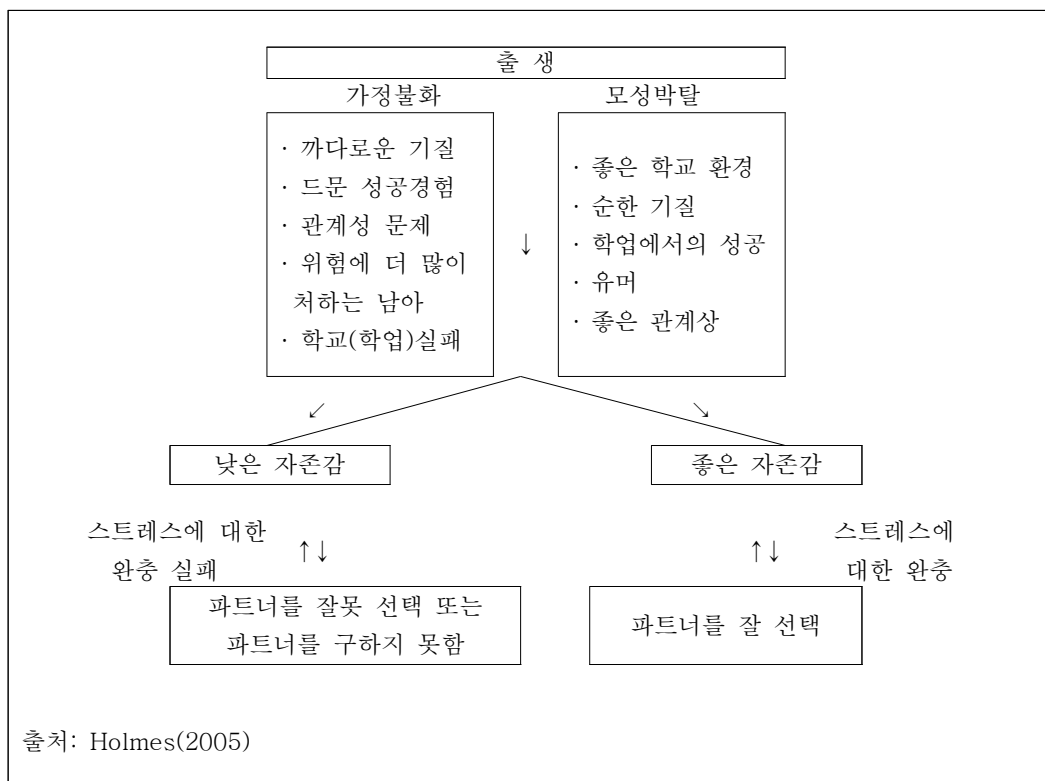 출 생
가정불화
모성박탈
· 까다로운 기질
· 드문 성공경험
· 관계성 문제
· 위험에 더 많이
처하는 남아
· 학교(학업)실패
↓
· 좋은 학교 환경
· 순한 기질
· 학업에서의 성공
· 유머
· 좋은 관계상
↙
↘
낮은 자존감
좋은 자존감
스트레스에 대한
완충 실패
↑↓
↑↓
스트레스에
대한 완충
파트너를 잘못 선택 또는
파트너를 구하지 못함
파트너를 잘 선택
출처: Holmes(2005)